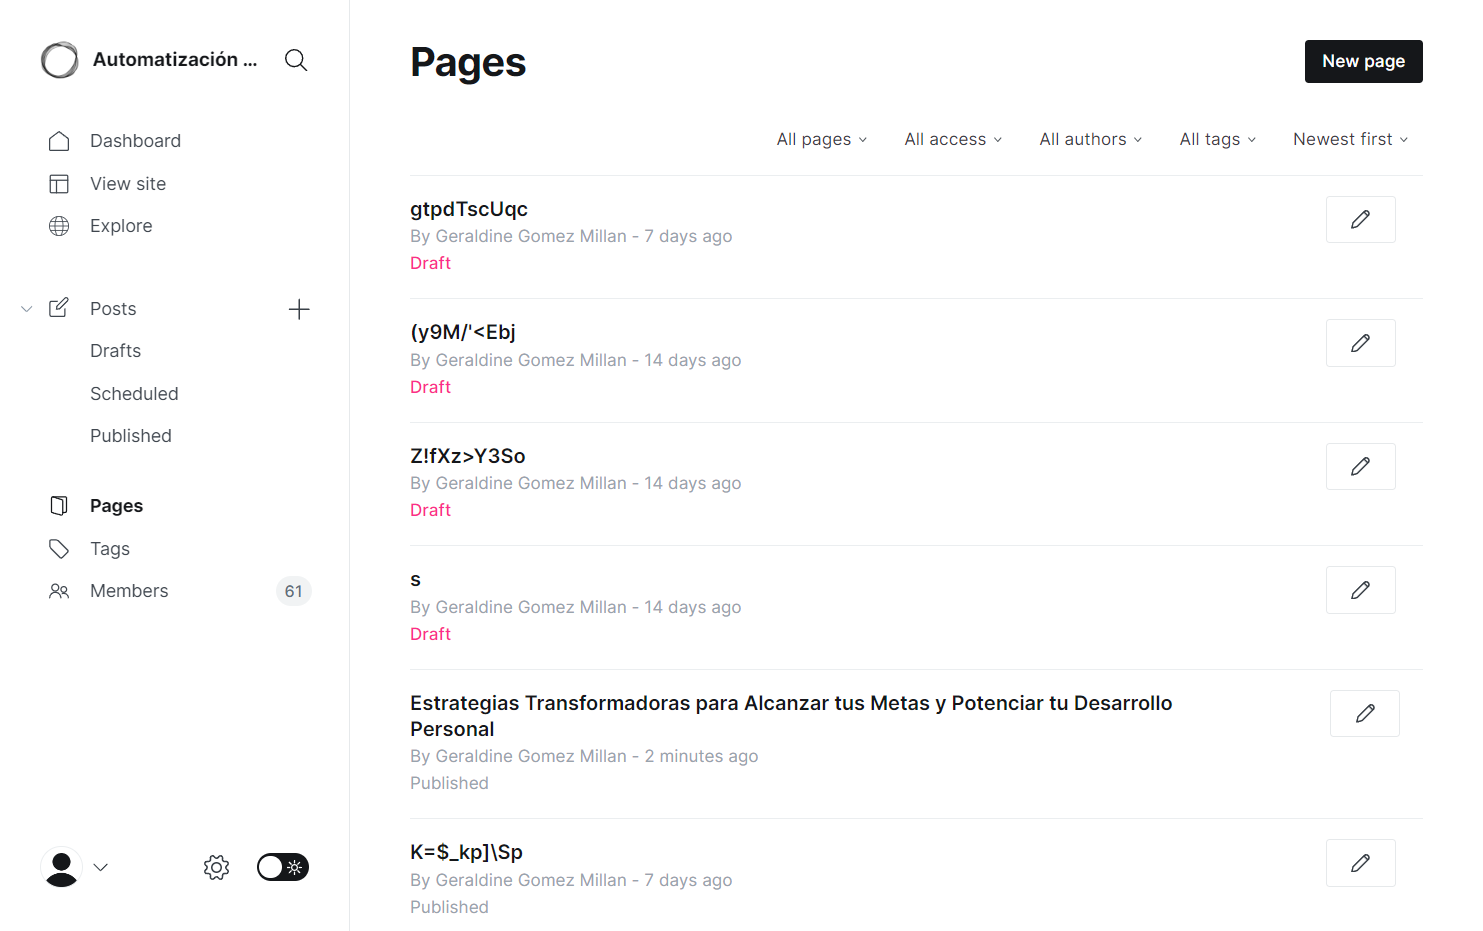 Automatización ...
Dashboard
View site
Explore
Posts
Drafts
Scheduled
Published
Pages
Tags
Members
61
Pages
New page
All pages
All access
All authors
All tags
Newest first
gtpdTscUqc
By Geraldine Gomez Millan - 7 days ago
Draft
(y9M/'<Ebj
By Geraldine Gomez Millan - 14 days ago
Draft
Z!fXz>Y3So
By Geraldine Gomez Millan - 14 days ago
Draft
s
By Geraldine Gomez Millan - 14 days ago
Draft
Estrategias Transformadoras para Alcanzar tus Metas y Potenciar tu Desarrollo
Personal
By Geraldine Gomez Millan - 2 minutes ago
Published
K=$_kp]\Sp
By Geraldine Gomez Millan - 7 days ago
Published